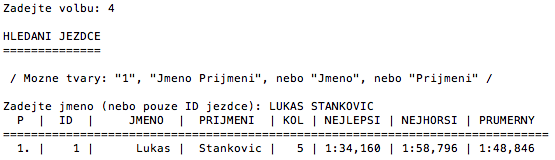 Zadejte volbu: 4
HLEDANI JEZDCE
==============
/ Mozne tvary: "1", "Jmeno Prijmeni", nebo "Jmeno", nebo "Prijmeni" /
Zadejte jmeno (nebo pouze ID jezdce): LUKAS STANKOVIC
P | ID | JMENO | PRIJMENI | KOL | NEJLEPSI | NEJHORSI | PRUMERNY
==============================================================================
1. | 1 | Lukas | Stankovic | 5 | 1:34,160 | 1:58,796 | 1:48,846